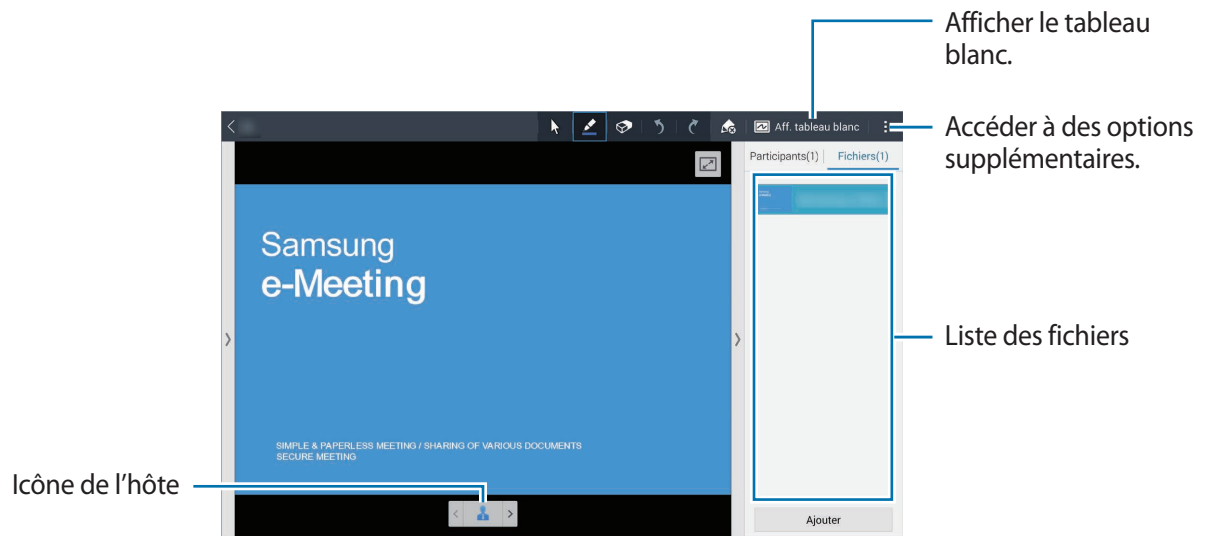 Afficher le tableau
blanc.
Aff. tableau blanc
Accéder à des options
supplémentaires.
Participants(1)
Fichiers(1)
Samsung
e-Meeting
Liste des fichiers
SIMPLE & PAPERLESS MEETING / SHARING OF VARIOUS DOCUMENTS
SECURE MEETING
Icône de l'hôte
Ajouter